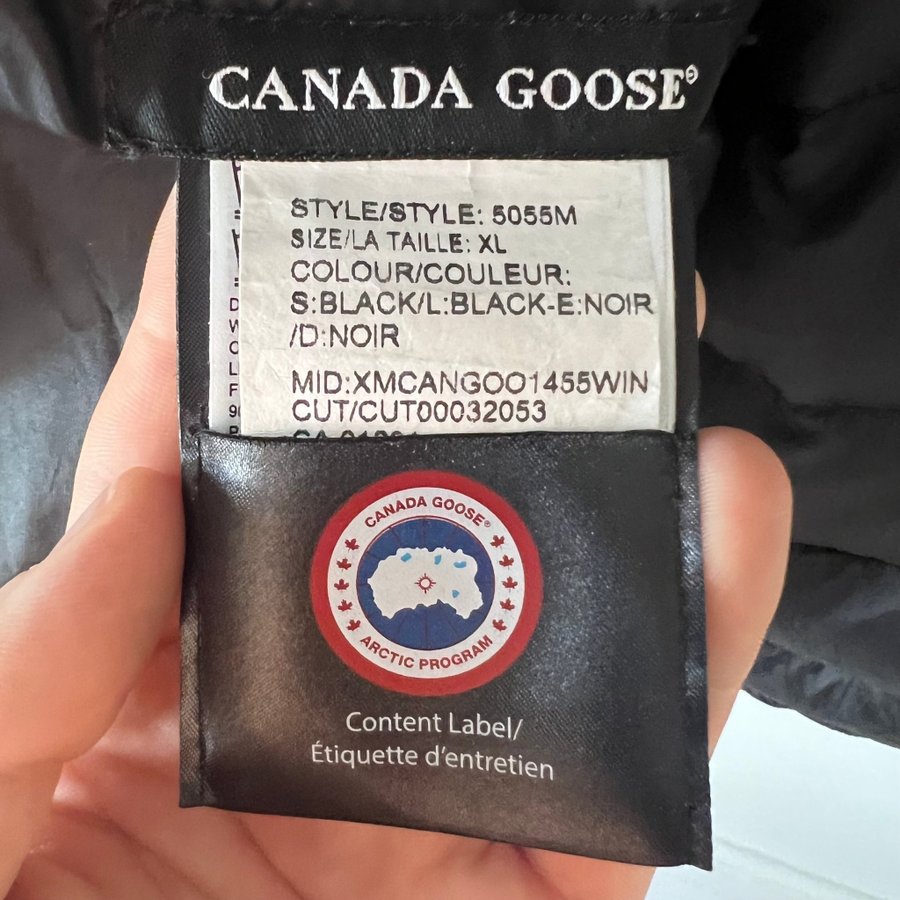 CANADA GOOSE®
STYLE/STYLE: 5055M
SIZE/LA TAILLE: XL
COLOUR/COULEUR:
S:BLACK/L:BLACK-E:NOIR
/D:NOIR
MID:XMCANGOO1455WIN
CUT/CUT00032053
D
W
C
L
F
90
CANADA GOOSE®
ARCTIC PROGRAM
Content Label/
Étiquette d'entretien